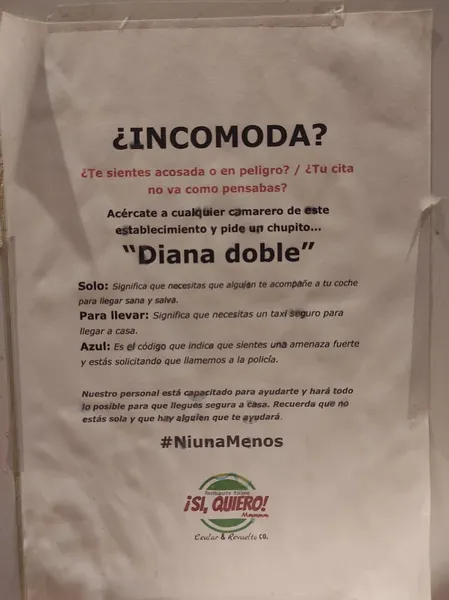 ¿INCOMODA?
¿Te sientes acosada o en peligro? / ¿Tu cita
no va como pensabas?
Acércate a cualquier camarero de este
establecimiento y pide un chupito...
“Diana doble”
Solo: Significa que necesitas que alguien te acompañe a tu coche
para llegar sana y salva.
Para llevar: Significa que necesitas un taxi seguro para
llegar a casa.
Azul: Es el código que indica que sientes una amenaza fuerte
y estás solicitando que llamemos a la policía.
Nuestro personal está capacitado para ayudarte y hará todo
lo posible para que llegues segura a casa. Recuerda que no
estás sola y que hay alguien que te ayudará.
#NiunaMenos
¡SI, QUIERO!
Mmmmm
& Revuelto CO.